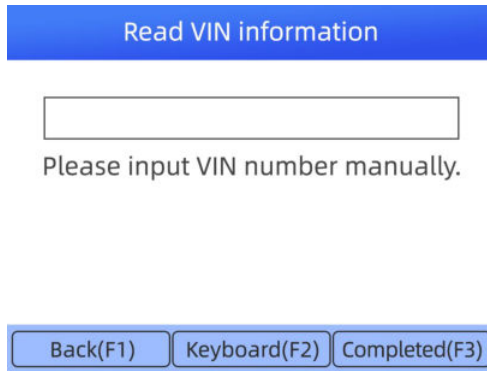 Read VIN information
Please input VIN number manually.
Back(F1) Keyboard(F2) Completed(F3)